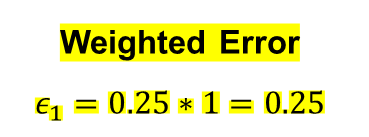 Weighted Error
ϵ₁ = 0.25 * 1 = 0.25